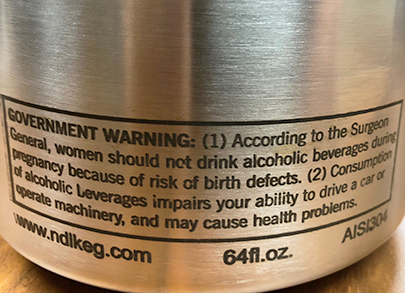 GOVERNMENT WARNING: (1) According to the Surgeon
General, women should not drink alcoholic beverages during
pregnancy because of risk of birth defects. (2) Consumption
of alcoholic beverages impairs your ability to drive a car or
operate machinery, and may cause health problems.
www.ndlkeg.com 64fl.oz. AISI304